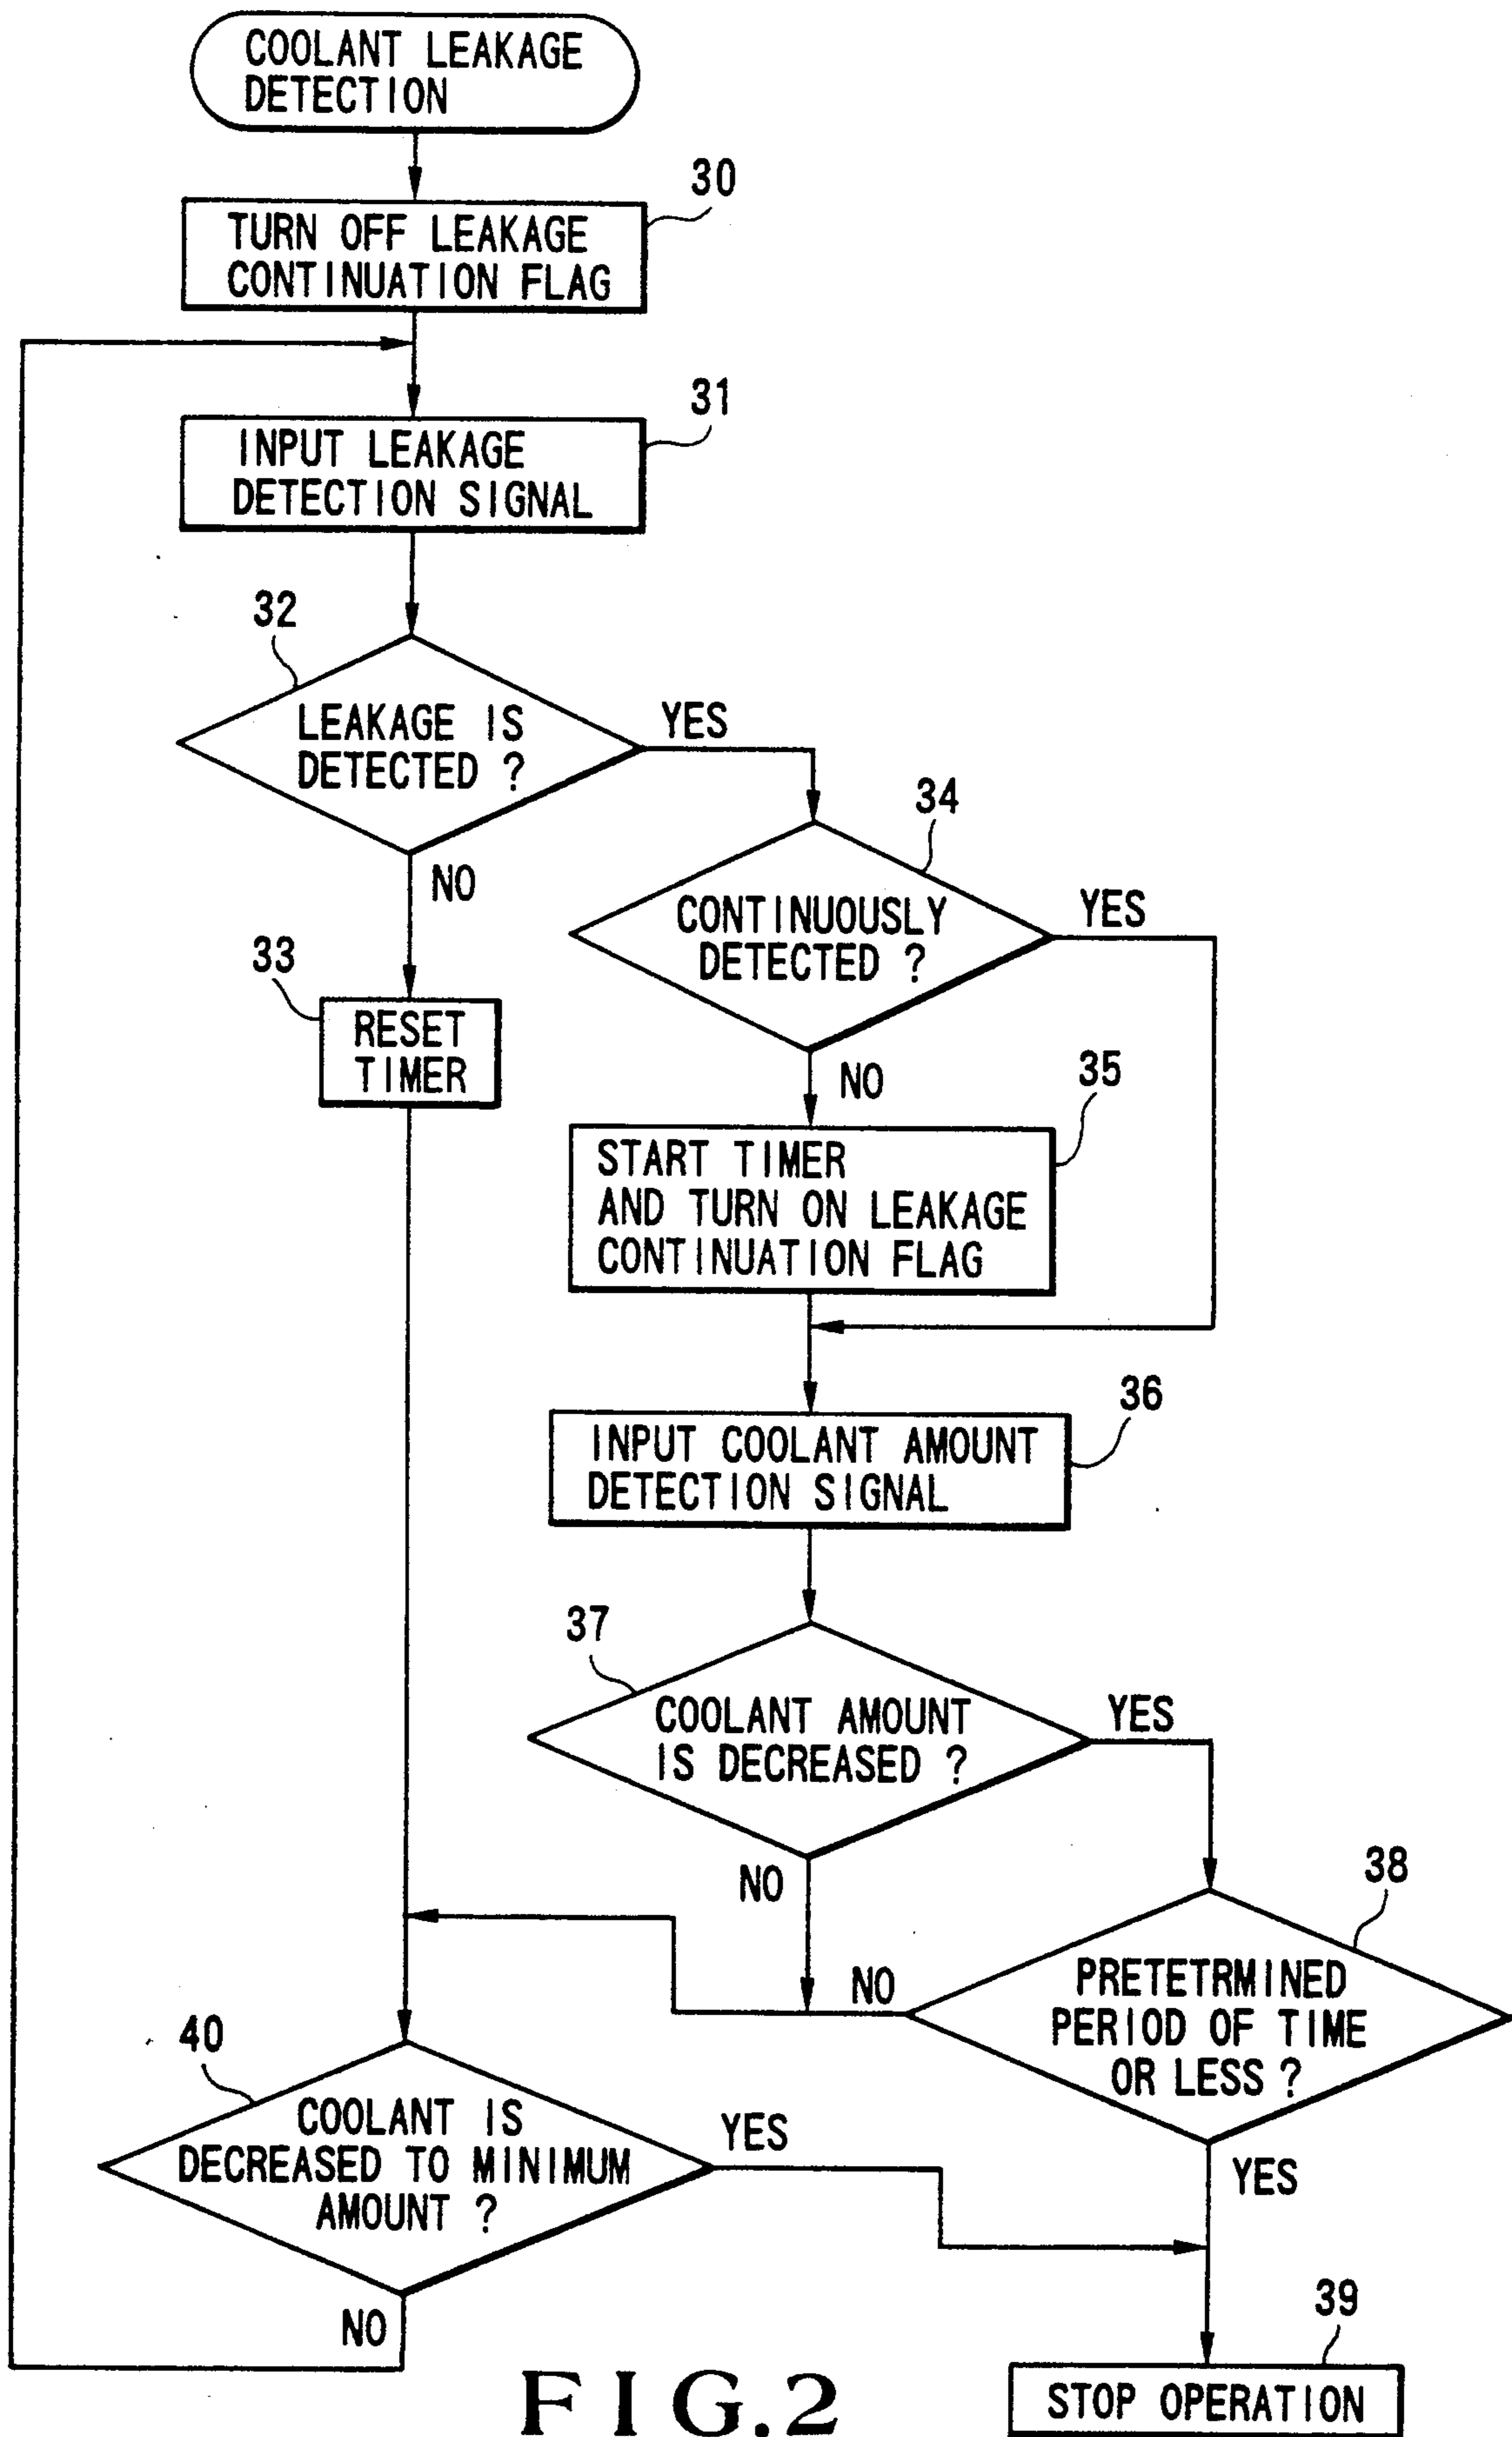 COOLANT LEAKAGE
DETECTION
30
TURN OFF LEAKAGE
CONTINUATION FLAG
31
INPUT LEAKAGE
DETECTION SIGNAL
32
LEAKAGE IS
DETECTED ?
YES
NO
34
CONTINUOUSLY
DETECTED ?
YES
NO
33
RESET
TIMER
35
START TIMER
AND TURN ON LEAKAGE
CONTINUATION FLAG
36
INPUT COOLANT AMOUNT
DETECTION SIGNAL
37
COOLANT AMOUNT
IS DECREASED ?
YES
NO
38
PRETETRMINED
PERIOD OF TIME
OR LESS ?
NO
YES
40
COOLANT IS
DECREASED TO MINIMUM
AMOUNT ?
YES
NO
39
STOP OPERATION
FIG.2